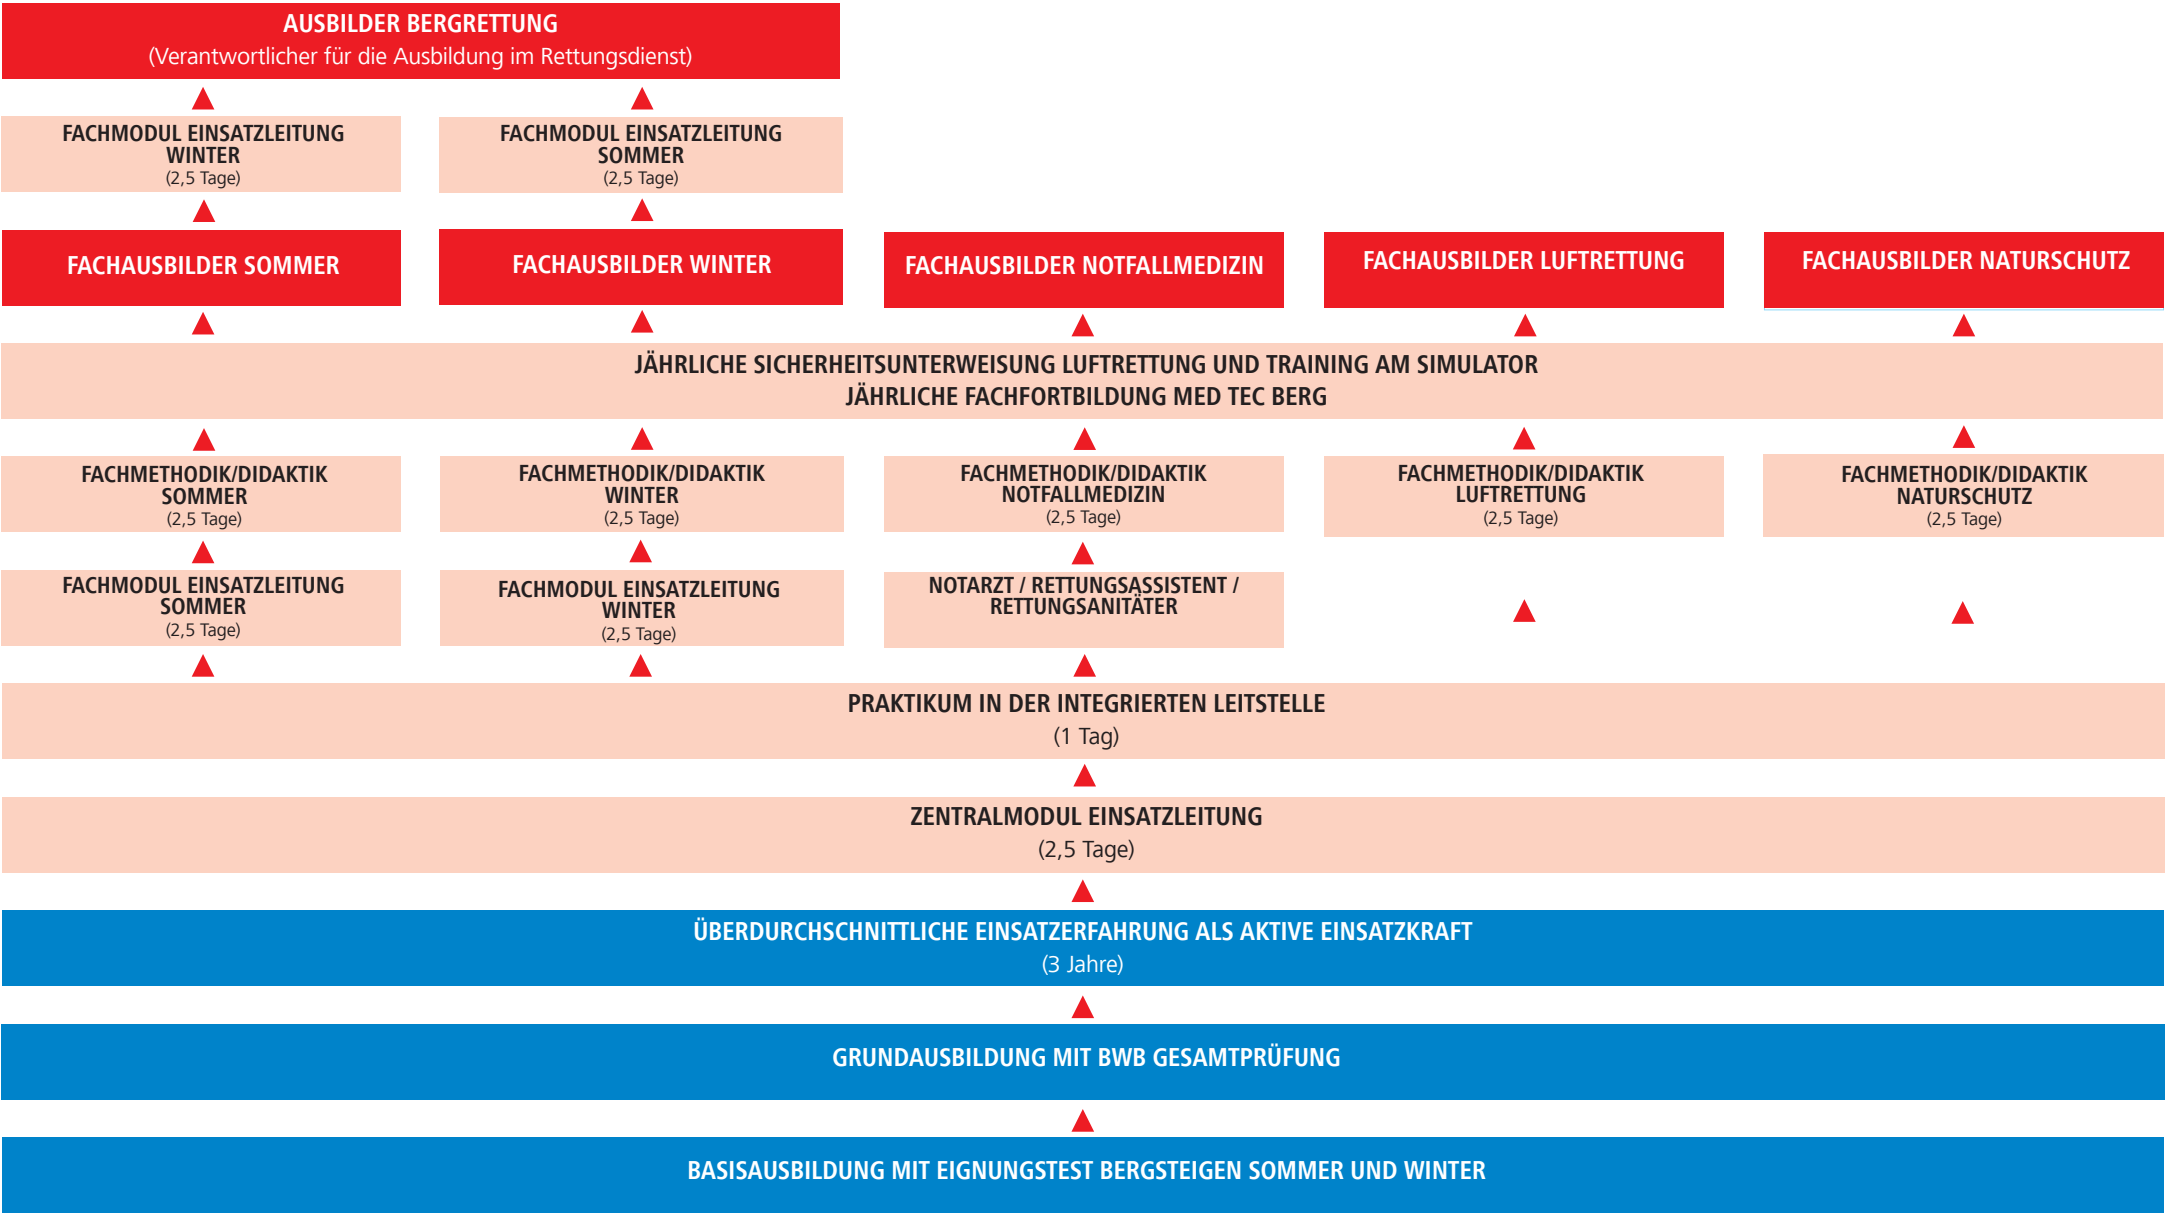 AUSBILDER BERGRETTUNG
(Verantwortlicher für die Ausbildung im Rettungsdienst)
FACHMODUL EINSATZLEITUNG
WINTER
(2,5 Tage)
FACHMODUL EINSATZLEITUNG
SOMMER
(2,5 Tage)
FACHAUSBILDER SOMMER
FACHAUSBILDER WINTER
FACHAUSBILDER NOTFALLMEDIZIN
FACHAUSBILDER LUFTRETTUNG
FACHAUSBILDER NATURSCHUTZ
JÄHRLICHE SICHERHEITSUNTERWEISUNG LUFTRETTUNG UND TRAINING AM SIMULATOR
JÄHRLICHE FACHFORTBILDUNG MED TEC BERG
FACHMETHODIK/DIDAKTIK
SOMMER
(2,5 Tage)
FACHMETHODIK/DIDAKTIK
WINTER
(2,5 Tage)
FACHMETHODIK/DIDAKTIK
NOTFALLMEDIZIN
(2,5 Tage)
FACHMETHODIK/DIDAKTIK
LUFTRETTUNG
(2,5 Tage)
FACHMETHODIK/DIDAKTIK
NATURSCHUTZ
(2,5 Tage)
FACHMODUL EINSATZLEITUNG
SOMMER
(2,5 Tage)
FACHMODUL EINSATZLEITUNG
WINTER
(2,5 Tage)
NOTARZT / RETTUNGSASSISTENT /
RETTUNGSANITÄTER
PRAKTIKUM IN DER INTEGRIERTEN LEITSTELLE
(1 Tag)
ZENTRALMODUL EINSATZLEITUNG
(2,5 Tage)
ÜBERDURCHSCHNITTLICHE EINSATZERFAHRUNG ALS AKTIVE EINSATZKRAFT
(3 Jahre)
GRUNDAUSBILDUNG MIT BWB GESAMTPRÜFUNG
BASISAUSBILDUNG MIT EIGNUNGSTEST BERGSTEIGEN SOMMER UND WINTER